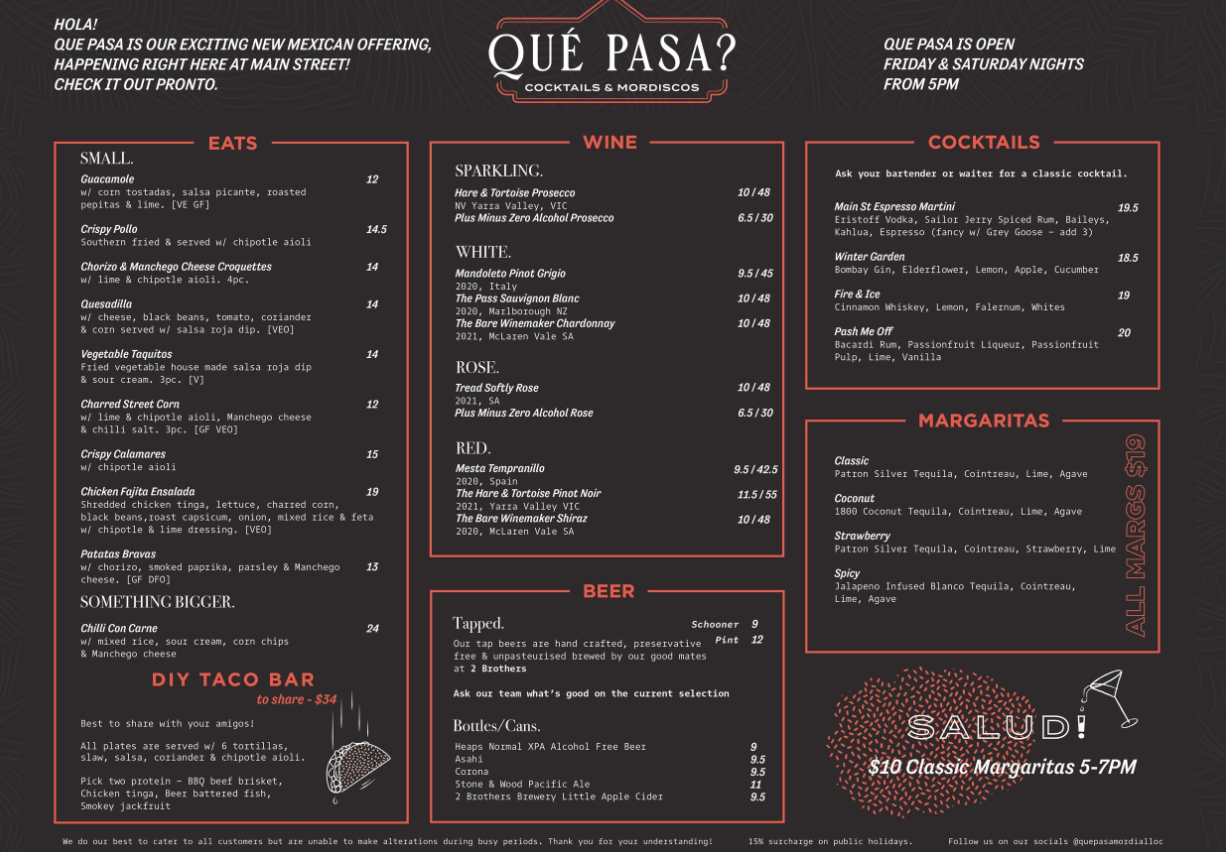 HOLA!
QUE PASA IS OUR EXCITING NEW MEXICAN OFFERING,
HAPPENING RIGHT HERE AT MAIN STREET!
CHECK IT OUT PRONTO.
QUÉ PASA?
COCKTAILS & MORDISCOS
QUE PASA IS OPEN
FRIDAY & SATURDAY NIGHTS
FROM 5PM
EATS
SMALL.
Guacamole 12
w/ corn tostadas, salsa picante, roasted
pepitas & lime. [VE GF]
Crispy Pollo 14.5
Southern fried & served w/ chipotle aioli
Chorizo & Manchego Cheese Croquettes 14
w/ lime & chipotle aioli. 4pc.
Quesadilla 14
w/ cheese, black beans, tomato, coriander
& corn served w/ salsa roja dip. [VEO]
Vegetable Taquitos 14
Fried vegetable house made salsa roja dip
& sour cream. 3pc. [V]
Charred Street Corn 12
w/ lime & chipotle aioli, Manchego cheese
& chilli salt. 3pc. [GF VEO]
Crispy Calamares 15
w/ chipotle aioli
Chicken Fajita Ensalada 19
Shredded chicken tinga, lettuce, charred corn,
black beans,roast capsicum, onion, mixed rice & feta
w/ chipotle & lime dressing. [VEO]
Patatas Bravas
w/ chorizo, smoked paprika, parsley & Manchego 13
cheese. [GF DFO]
SOMETHING BIGGER.
Chilli Con Carne 24
w/ mixed rice, sour cream, corn chips
& Manchego cheese
DIY TACO BAR
to share - $34
Best to share with your amigos!
All plates are served w/ 6 tortillas,
slaw, salsa, coriander & chipotle aioli.
Pick two protein – BBQ beef brisket,
Chicken tinga, Beer battered fish,
Smokey jackfruit
WINE
SPARKLING.
Hare & Tortoise Prosecco 10 / 48
NV Yarra Valley, VIC
Plus Minus Zero Alcohol Prosecco 6.5 / 30
WHITE.
Mandoleto Pinot Grigio 9.5 / 45
2020, Italy
The Pass Sauvignon Blanc 10 / 48
2020, Marlborough NZ
The Bare Winemaker Chardonnay 10 / 48
2021, McLaren Vale SA
ROSE.
Tread Softly Rose 10 / 48
2021, SA
Plus Minus Zero Alcohol Rose 6.5 / 30
RED.
Mesta Tempranillo 9.5 / 42.5
2020, Spain
The Hare & Tortoise Pinot Noir 11.5 / 55
2021, Yarra Valley VIC
The Bare Winemaker Shiraz 10 / 48
2020, McLaren Vale SA
BEER
Tapped. Schooner 9
Pint 12
Our tap beers are hand crafted, preservative
free & unpasteurised brewed by our good mates
at 2 Brothers
Ask our team what's good on the current selection
Bottles/Cans.
Heaps Normal XPA Alcohol Free Beer 9
Asahi 9.5
Corona 9.5
Stone & Wood Pacific Ale 11
2 Brothers Brewery Little Apple Cider 9.5
COCKTAILS
Ask your bartender or waiter for a classic cocktail.
Main St Espresso Martini 19.5
Eristoff Vodka, Sailor Jerry Spiced Rum, Baileys,
Kahlua, Espresso (fancy w/ Grey Goose – add 3)
Winter Garden 18.5
Bombay Gin, Elderflower, Lemon, Apple, Cucumber
Fire & Ice 19
Cinnamon Whiskey, Lemon, Falernum, Whites
Pash Me Off 20
Bacardi Rum, Passionfruit Liqueur, Passionfruit
Pulp, Lime, Vanilla
MARGARITAS
Classic
Patron Silver Tequila, Cointreau, Lime, Agave
Coconut
1800 Coconut Tequila, Cointreau, Lime, Agave
Strawberry
Patron Silver Tequila, Cointreau, Strawberry, Lime
Spicy
Jalapeno Infused Blanco Tequila, Cointreau,
Lime, Agave
ALL MARGS $19
SALUD!
$10 Classic Margaritas 5-7PM
We do our best to cater to all customers but are unable to make alterations during busy periods. Thank you for your understanding! 15% surcharge on public holidays. Follow us on our socials @quepasamordialloc